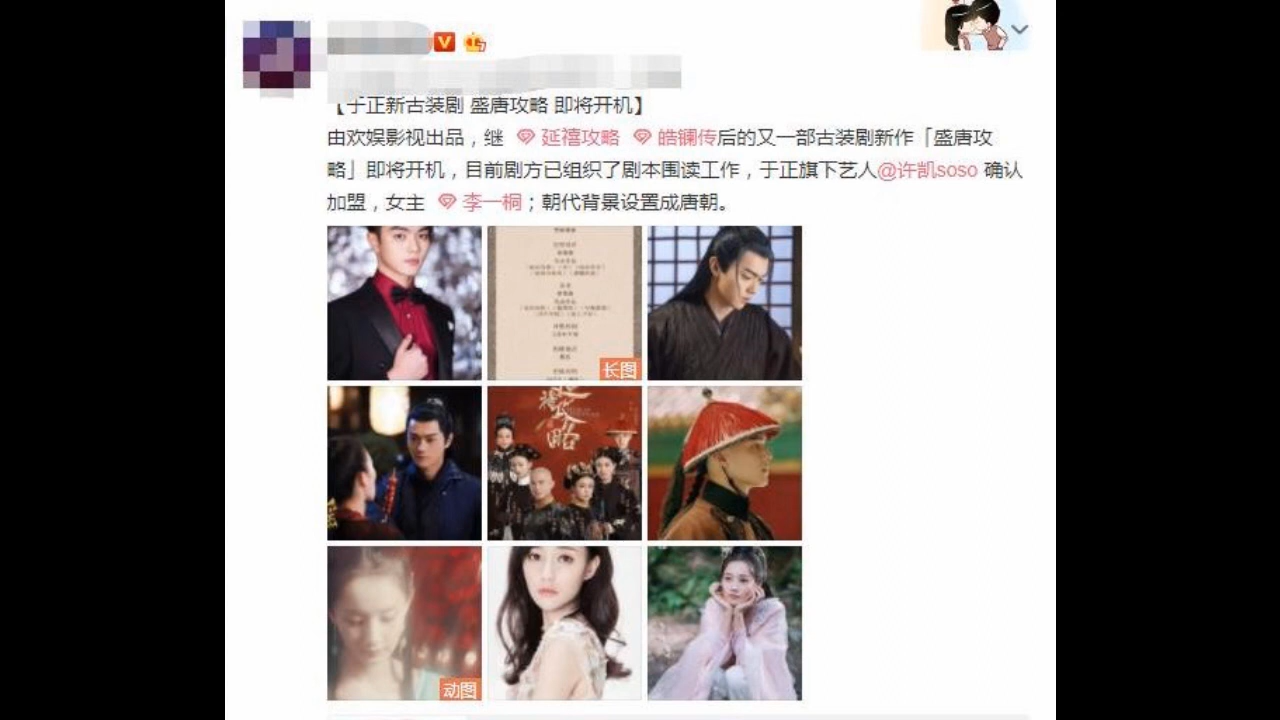 【于正新古装剧 盛唐攻略 即将开机】
由欢娱影视出品，继 延禧攻略 皓镧传后的又一部古装剧新作「盛唐攻
略」即将开机，目前剧方已组织了剧本围读工作，于正旗下艺人@许凯soso 确认
加盟，女主 李一桐；朝代背景设置成唐朝。
长图
动图